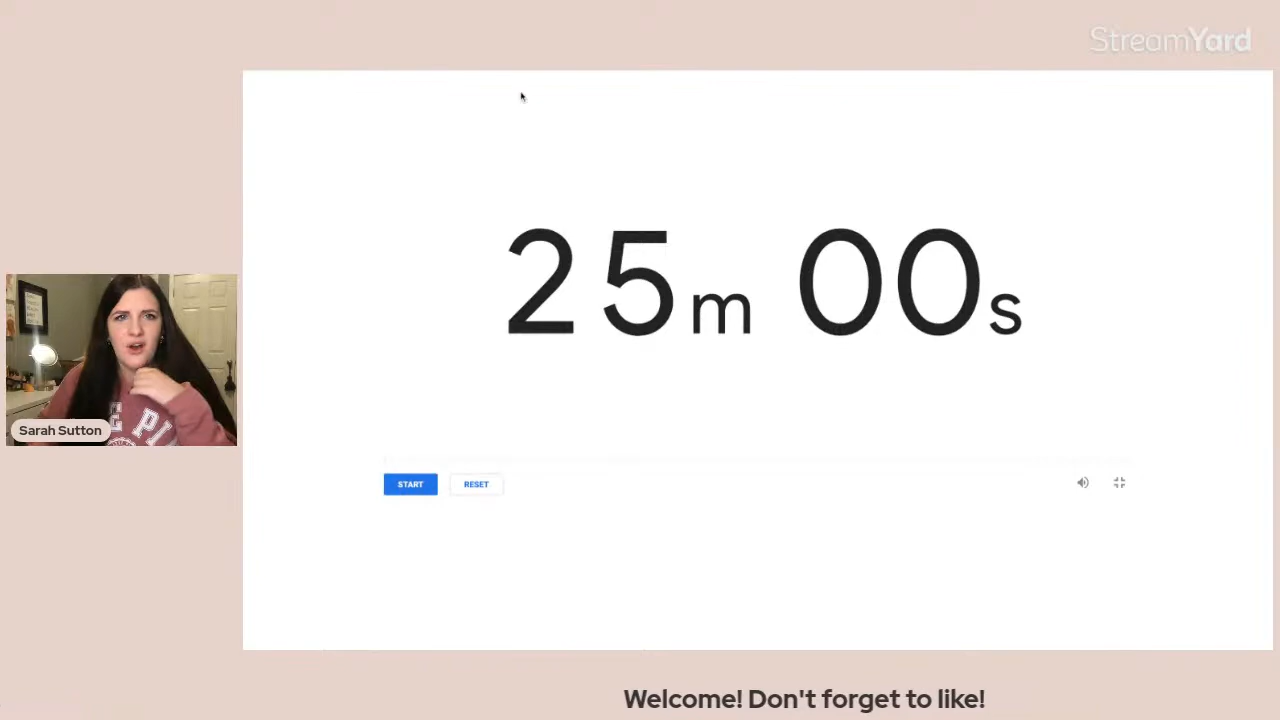 StreamYard
25m 00s
START
RESET
Sarah Sutton
Welcome! Don't forget to like!